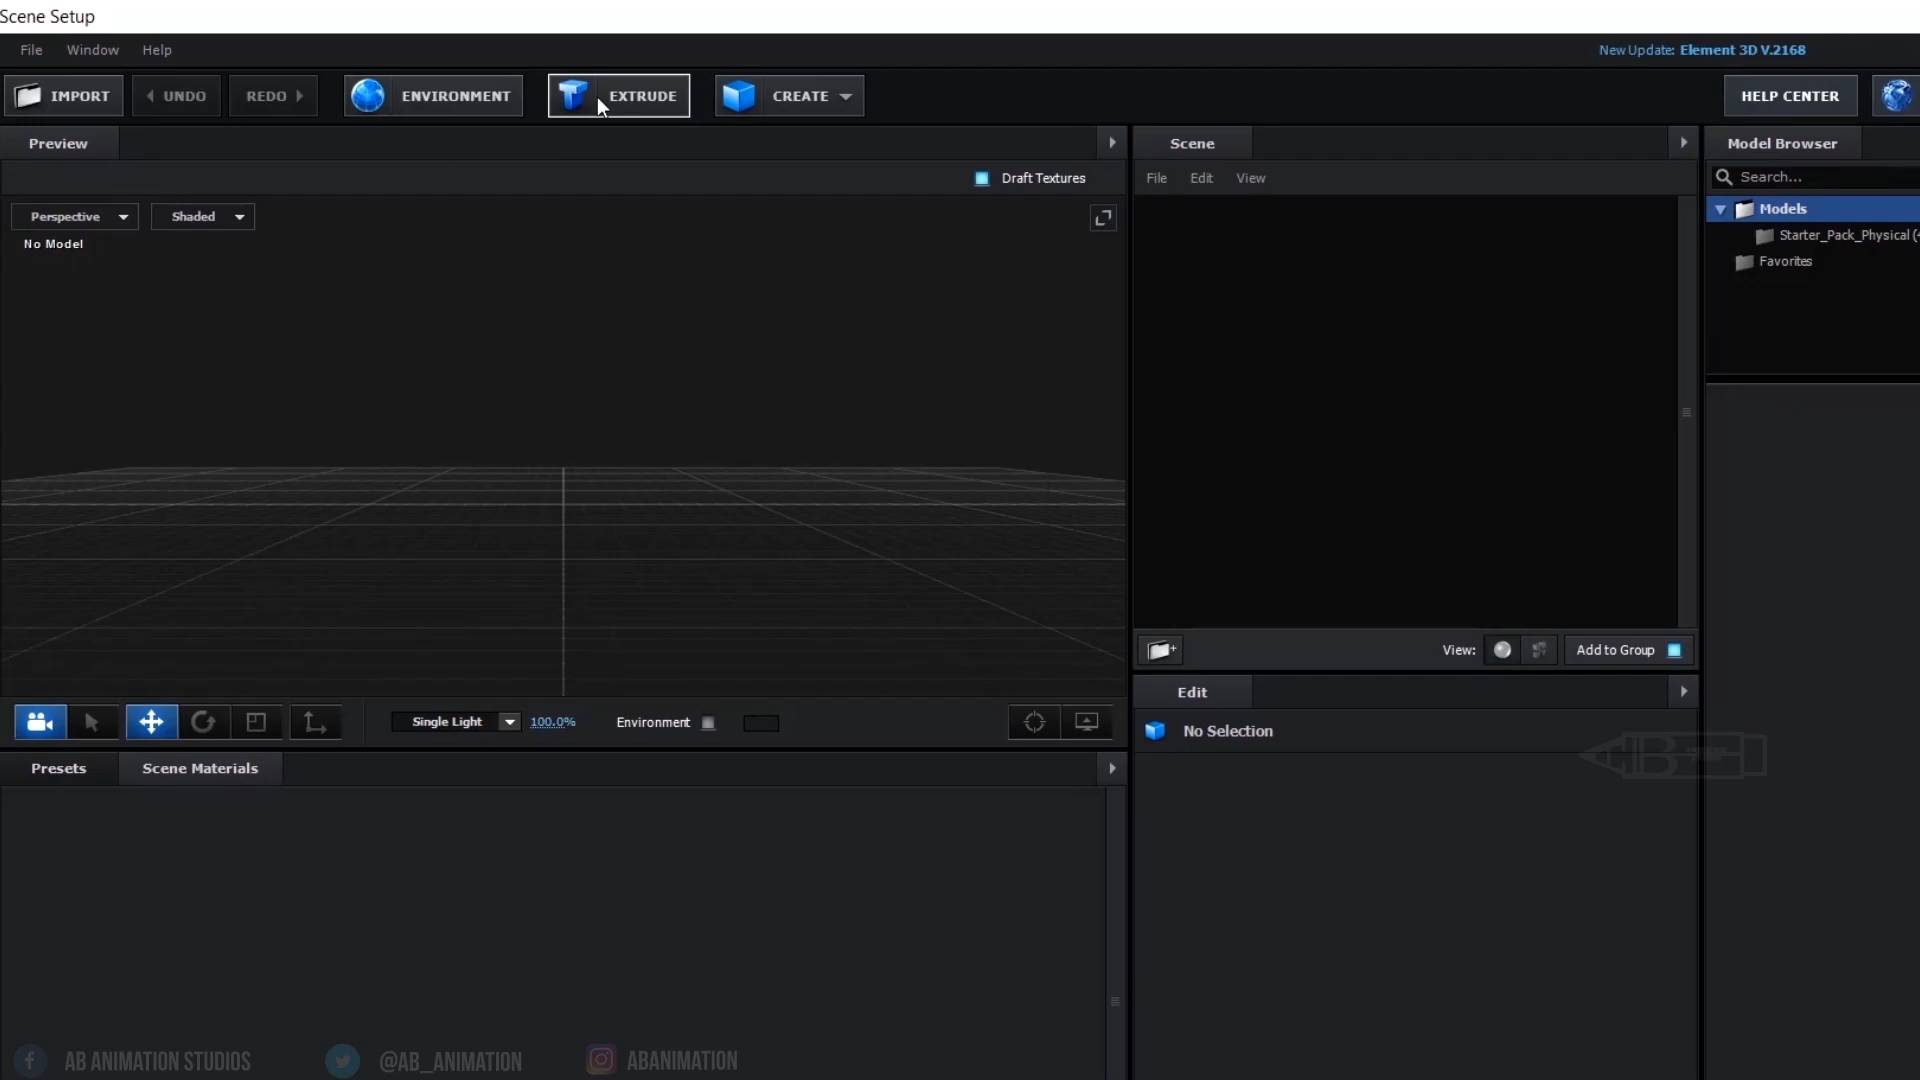 Scene Setup
File Window Help
New Update: Element 3D V.2168
IMPORT UNDO REDO ENVIRONMENT EXTRUDE CREATE HELP CENTER
Preview
Scene
Model Browser
Draft Textures
File Edit View
Search...
Perspective Shaded
Models
No Model
Starter_Pack_Physical (
Favorites
View: Add to Group
Edit
Single Light 100.0% Environment
No Selection
Presets Scene Materials
AB ANIMATION STUDIOS @AB_ANIMATION ABANIMATION